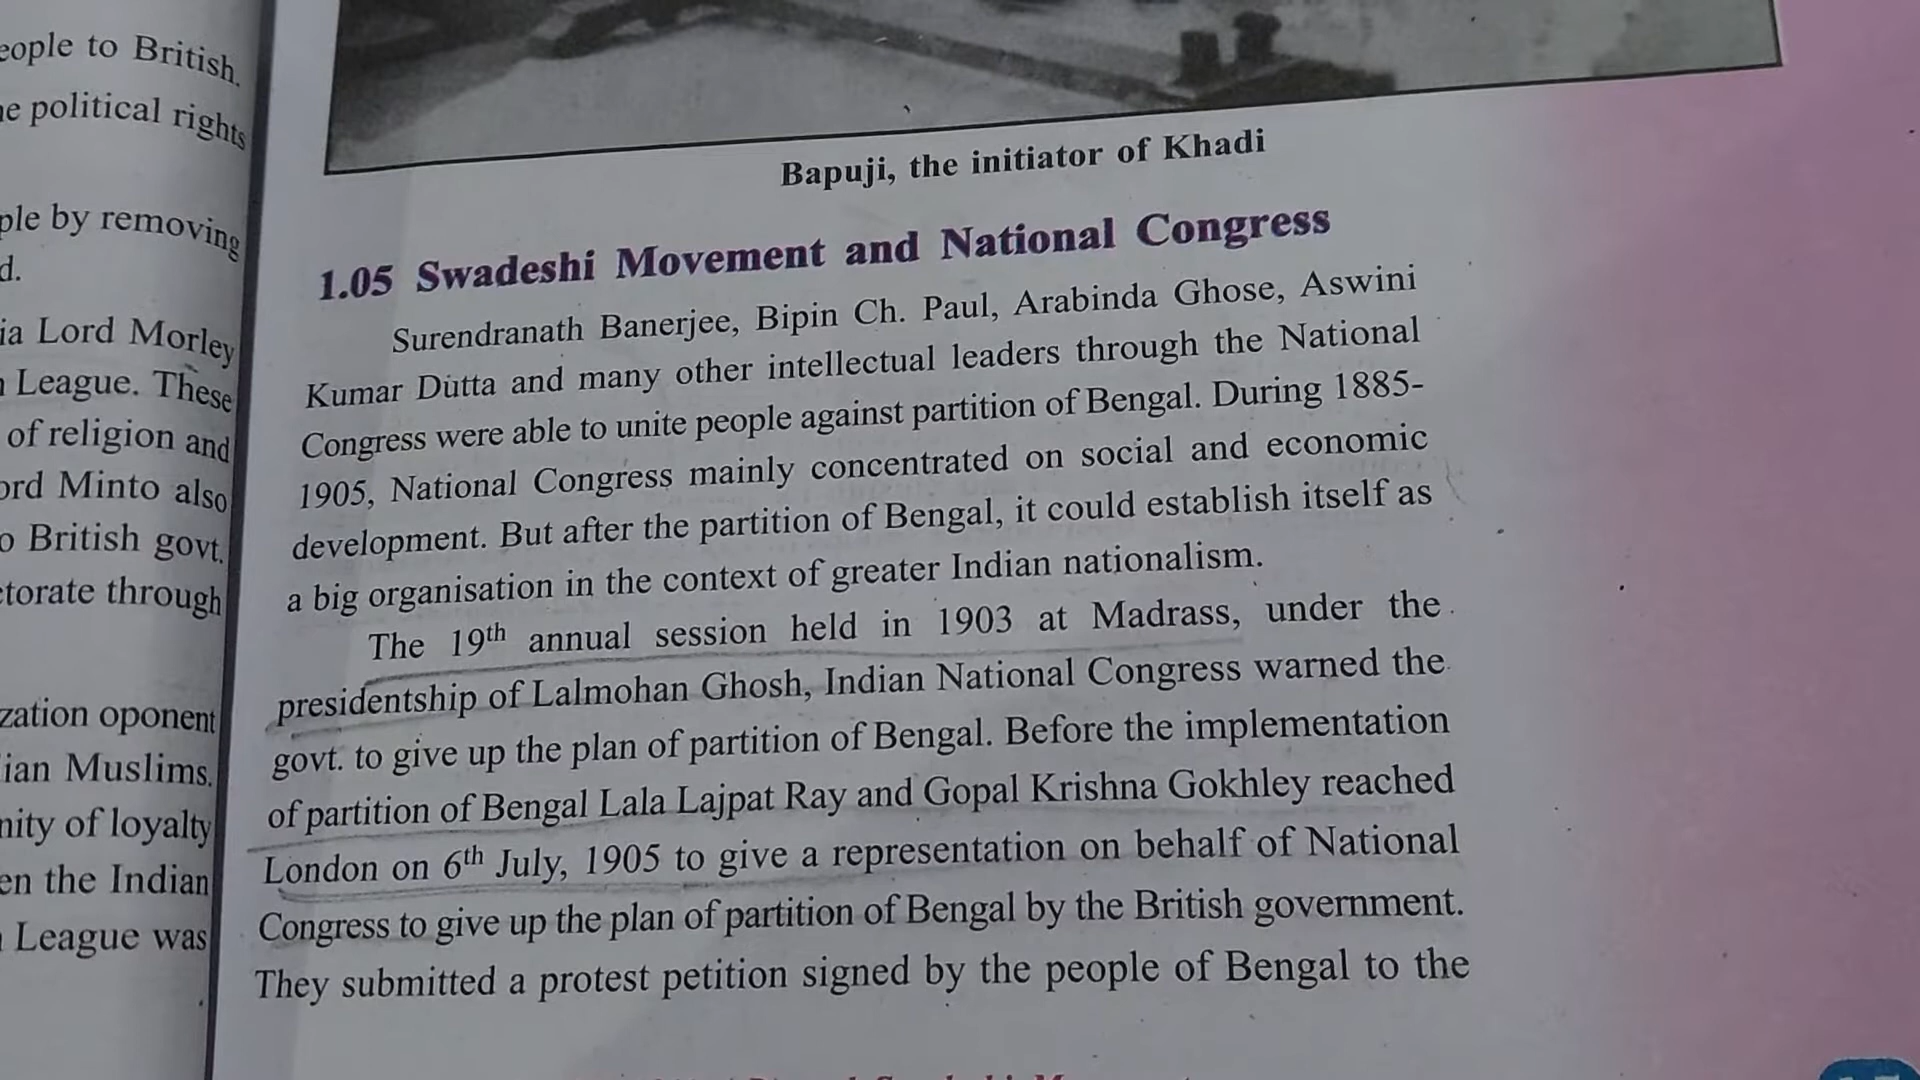 eople to British.
e political rights
ple by removing
d.
ia Lord Morley
League. These
of religion and
ord Minto also
o British govt.
torate through
zation oponent
ian Muslims.
nity of loyalty
en the Indian
League was
Bapuji, the initiator of Khadi
1.05 Swadeshi Movement and National Congress
Surendranath Banerjee, Bipin Ch. Paul, Arabinda Ghose, Aswini
Kumar Dutta and many other intellectual leaders through the National
Congress were able to unite people against partition of Bengal. During 1885-
1905, National Congress mainly concentrated on social and economic
development. But after the partition of Bengal, it could establish itself as
a big organisation in the context of greater Indian nationalism.
The 19th annual session held in 1903 at Madrass, under the
presidentship of Lalmohan Ghosh, Indian National Congress warned the
govt. to give up the plan of partition of Bengal. Before the implementation
of partition of Bengal Lala Lajpat Ray and Gopal Krishna Gokhley reached
London on 6th July, 1905 to give a representation on behalf of National
Congress to give up the plan of partition of Bengal by the British government.
They submitted a protest petition signed by the people of Bengal to the